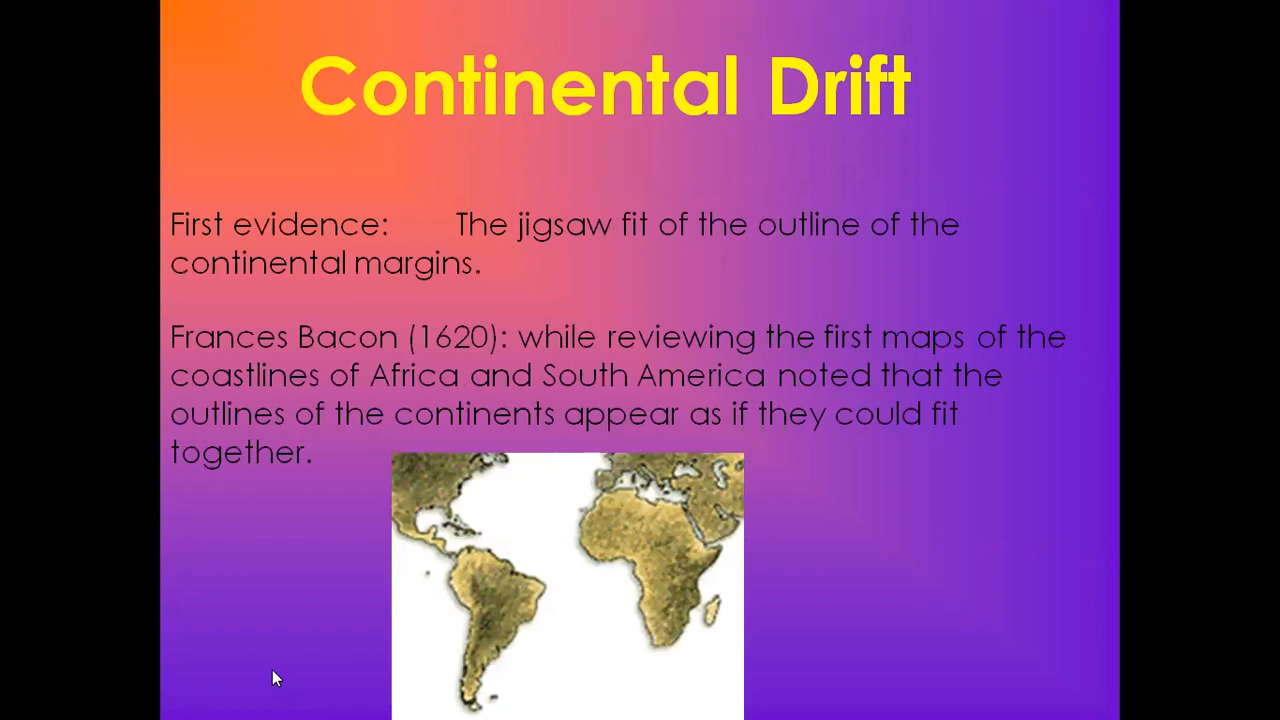 Continental Drift
First evidence: The jigsaw fit of the outline of the
continental margins.
Frances Bacon (1620): while reviewing the first maps of the
coastlines of Africa and South America noted that the
outlines of the continents appear as if they could fit
together.